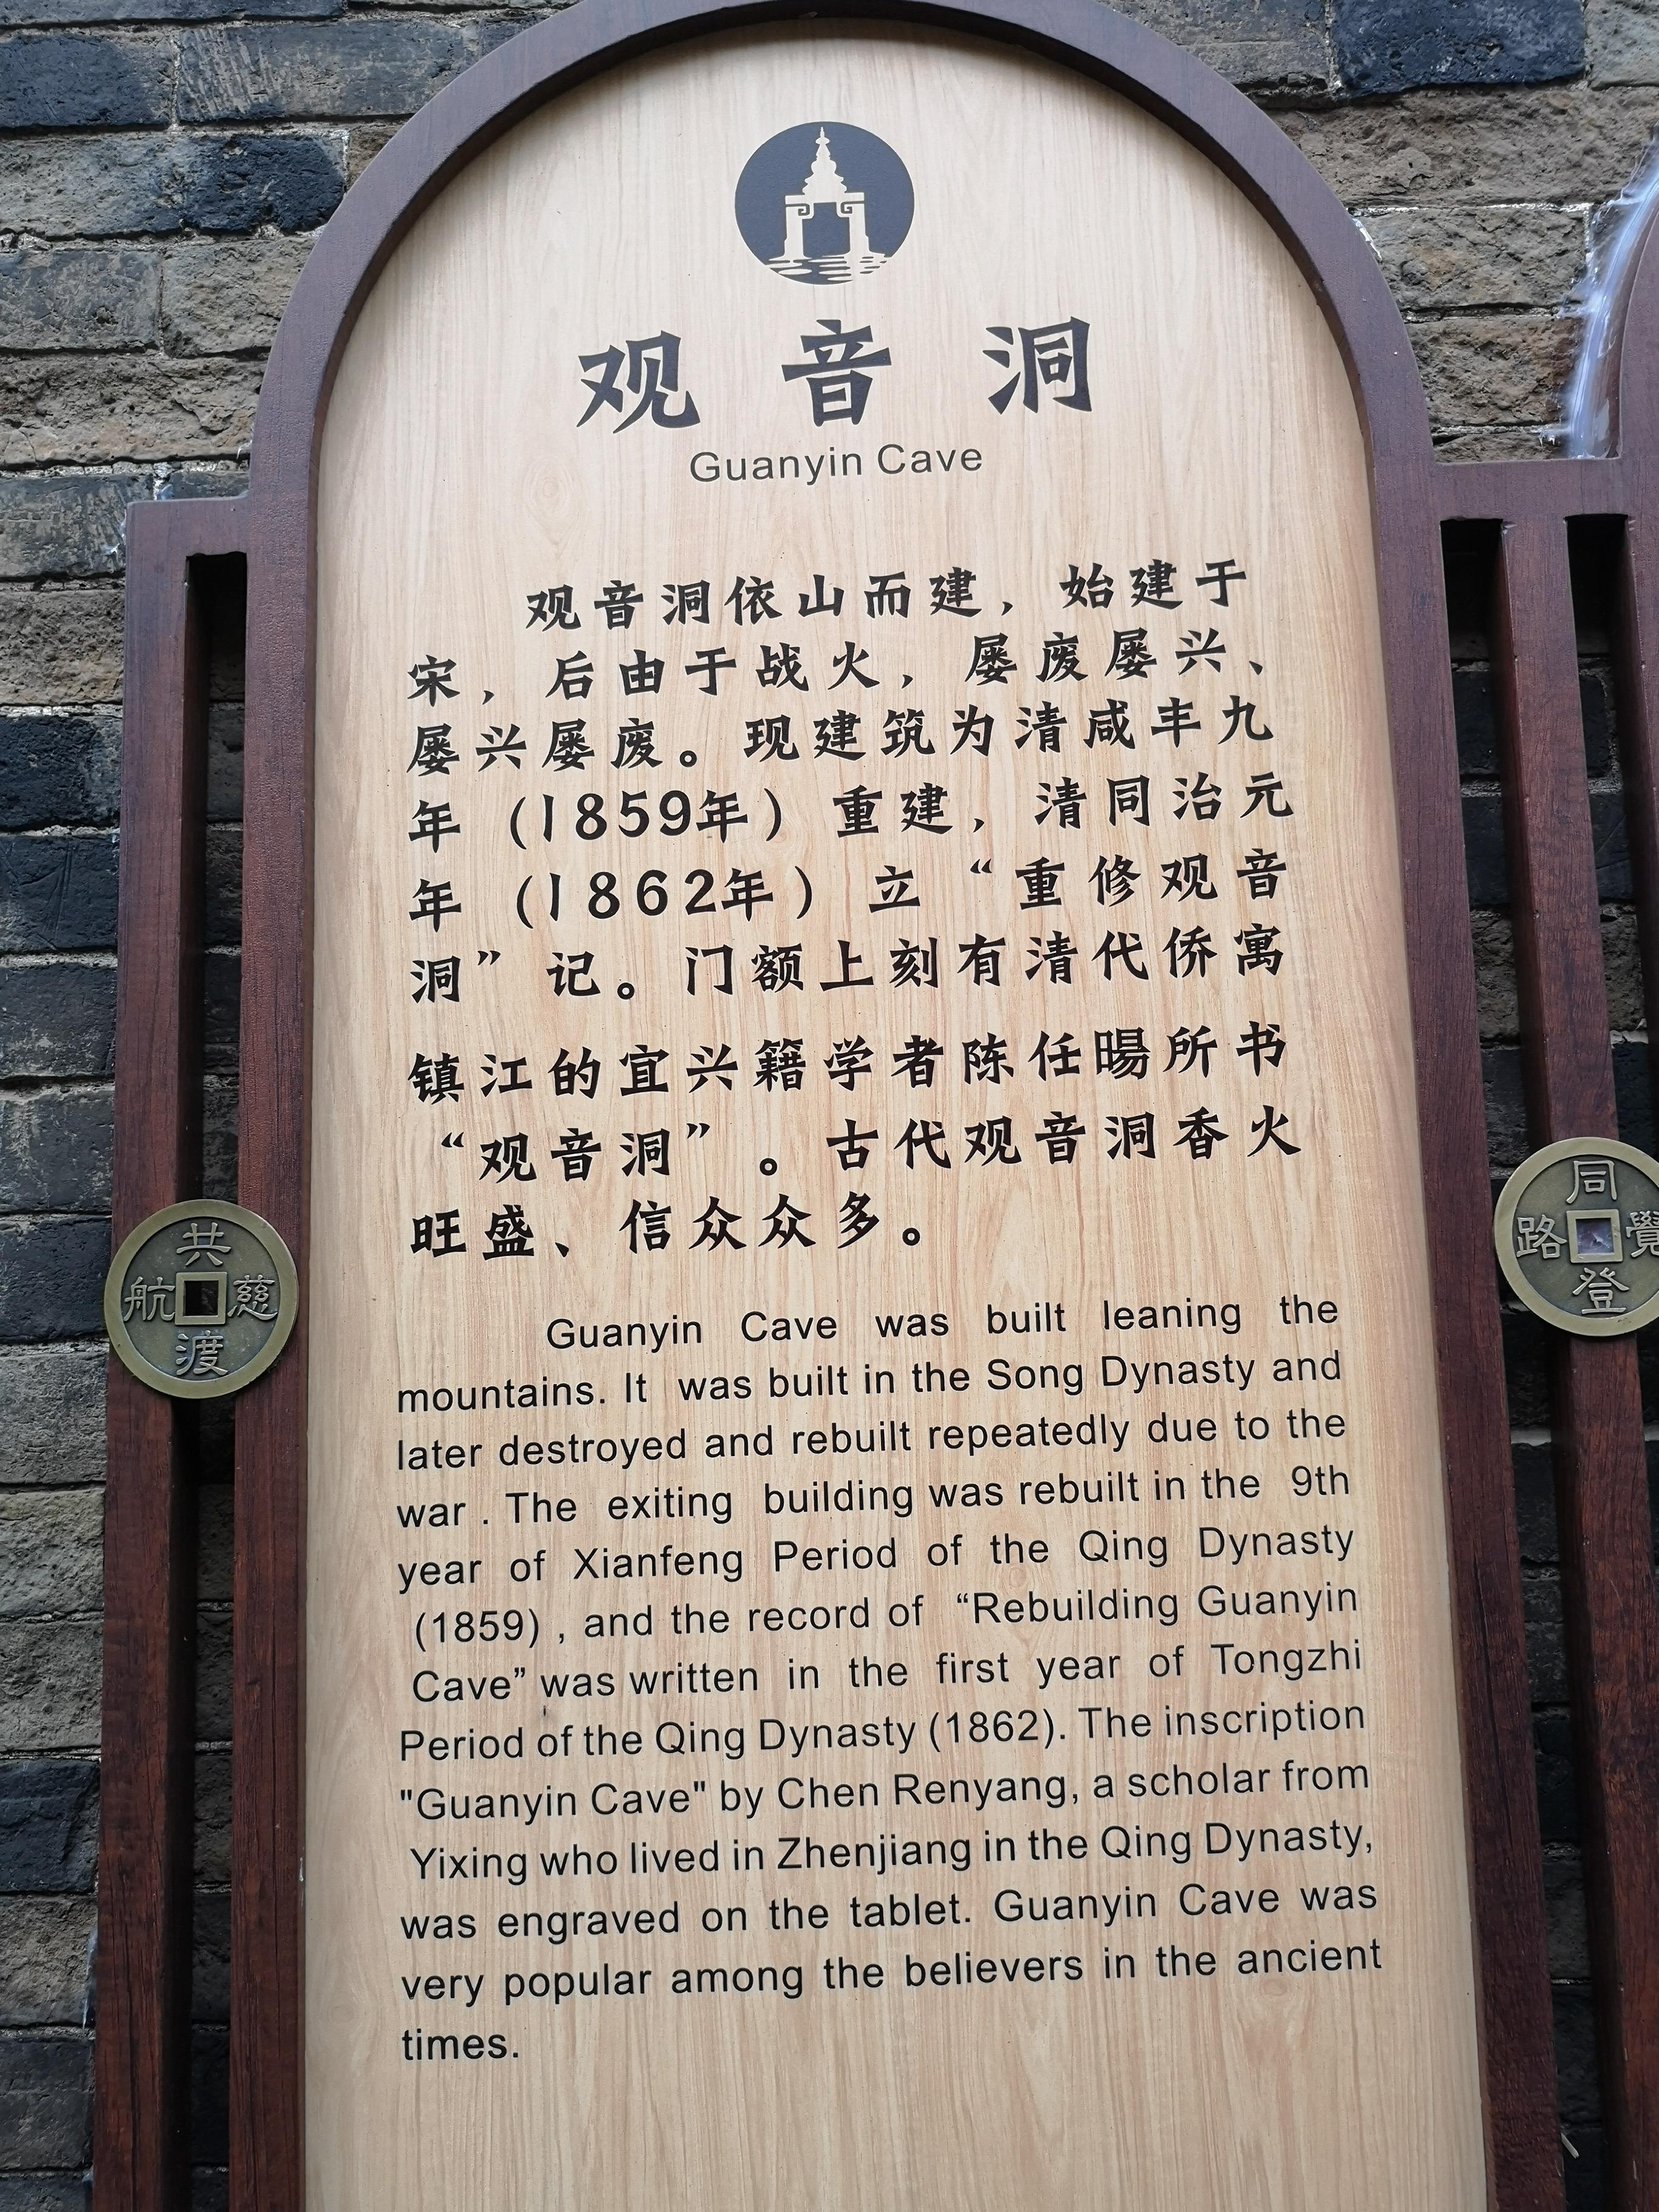 观音洞
Guanyin Cave
观音洞依山而建，始建于
宋，后由于战火，屡废屡兴、
屡兴屡废。现建筑为清咸丰九
年（1859年）重建，清同治元
年（1862年）立“重修观音
洞”记。门额上刻有清代侨寓
镇江的宜兴籍学者陈任暘所书
“观音洞”。古代观音洞香火
旺盛、信众众多。
Guanyin Cave was built leaning the
mountains. It was built in the Song Dynasty and
later destroyed and rebuilt repeatedly due to the
war . The exiting building was rebuilt in the 9th
year of Xianfeng Period of the Qing Dynasty
(1859) , and the record of “Rebuilding Guanyin
Cave” was written in the first year of Tongzhi
Period of the Qing Dynasty (1862). The inscription
"Guanyin Cave" by Chen Renyang, a scholar from
Yixing who lived in Zhenjiang in the Qing Dynasty,
was engraved on the tablet. Guanyin Cave was
very popular among the believers in the ancient
times.
共渡慈航
同登覺路